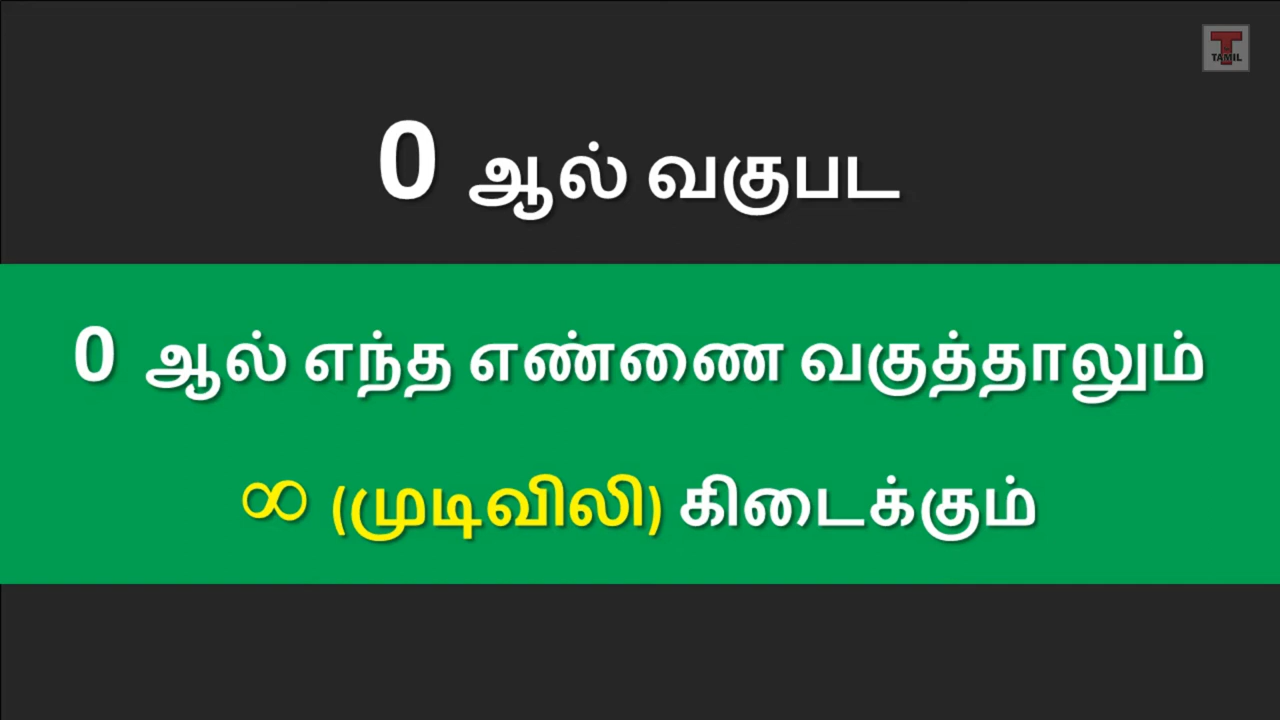 T
TAMIL
0 ஆல் வகுபட
0 ஆல் எந்த எண்ணை வகுத்தாலும்
∞ (முடிவிலி) கிடைக்கும்